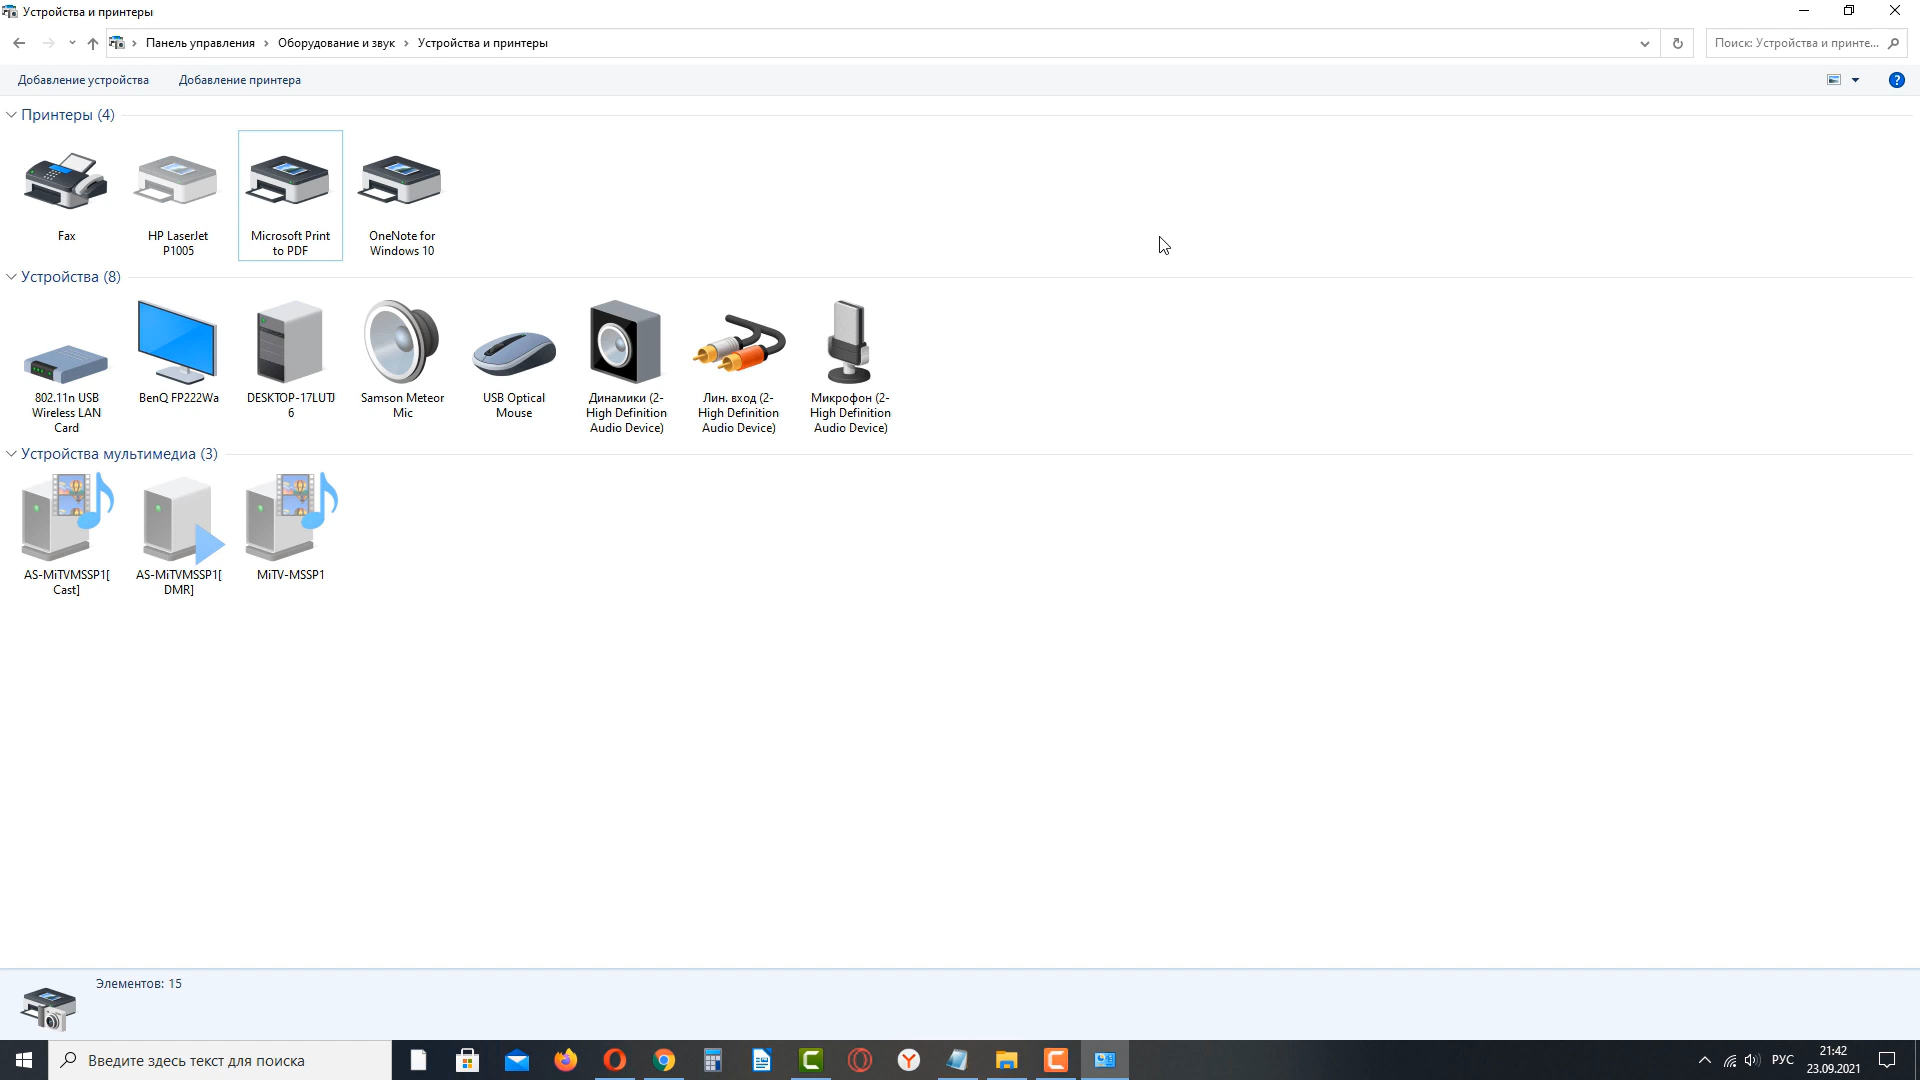 Устройства и принтеры
Панель управления › Оборудование и звук › Устройства и принтеры
Поиск: Устройства и принте...
Добавление устройства Добавление принтера
?
Принтеры (4)
Fax
HP LaserJet
P1005
Microsoft Print
to PDF
OneNote for
Windows 10
Устройства (8)
802.11n USB
Wireless LAN
Card
BenQ FP222Wa
DESKTOP-17LUTJ
6
Samson Meteor
Mic
USB Optical
Mouse
Динамики (2-
High Definition
Audio Device)
Лин. вход (2-
High Definition
Audio Device)
Микрофон (2-
High Definition
Audio Device)
Устройства мультимедиа (3)
AS-MiTVMSSP1[
Cast]
AS-MiTVMSSP1[
DMR]
MiTV-MSSP1
Элементов: 15
Введите здесь текст для поиска
РУС
21:42
23.09.2021